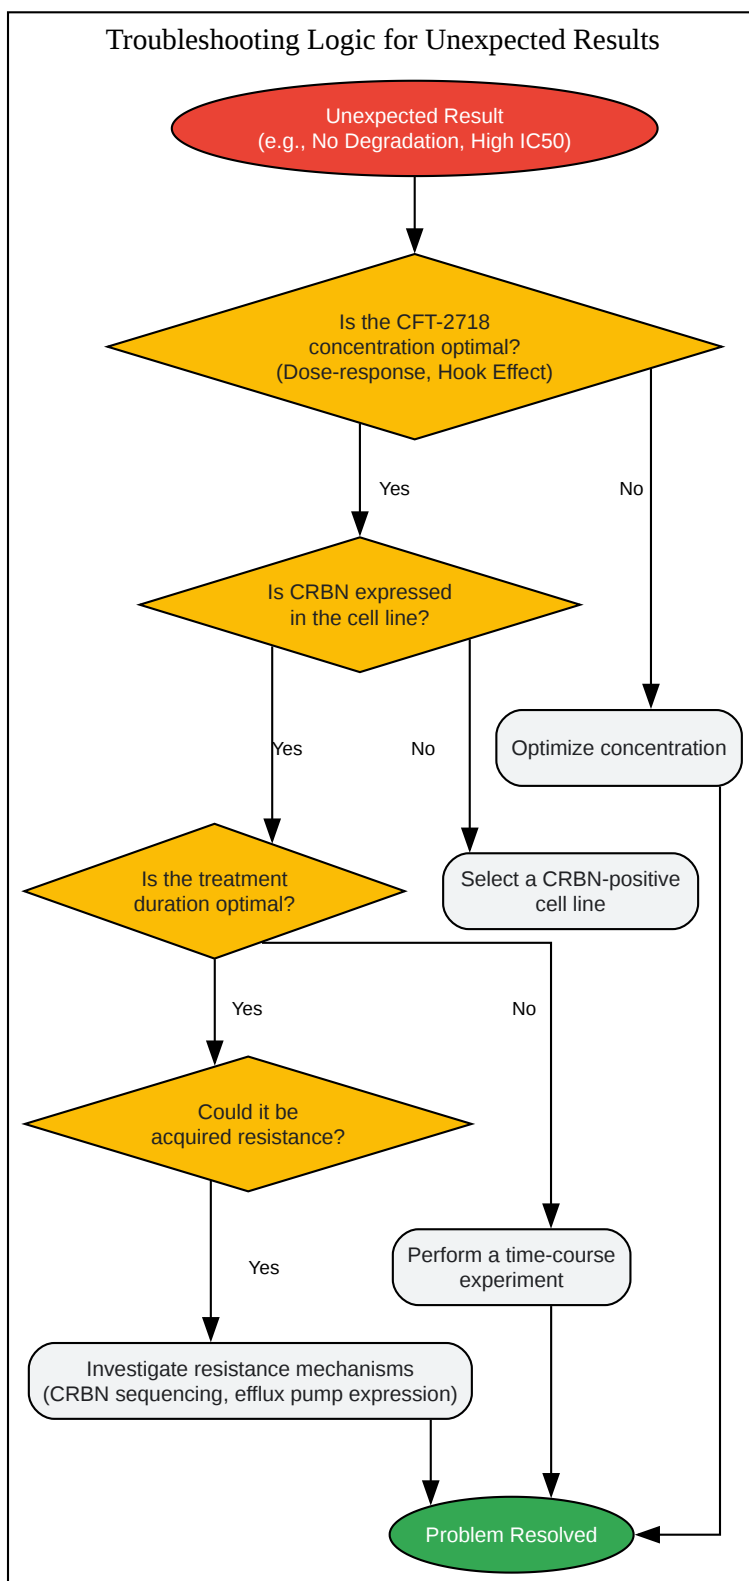 Troubleshooting Logic for Unexpected Results
Unexpected Result
(e.g., No Degradation, High IC50)
Is the CFT-2718
concentration optimal?
(Dose-response, Hook Effect)
Yes
No
Is CRBN expressed
in the cell line?
Yes
No
Optimize concentration
Is the treatment
duration optimal?
Select a CRBN-positive
cell line
Yes
No
Could it be
acquired resistance?
Yes
Perform a time-course
experiment
Investigate resistance mechanisms
(CRBN sequencing, efflux pump expression)
Problem Resolved